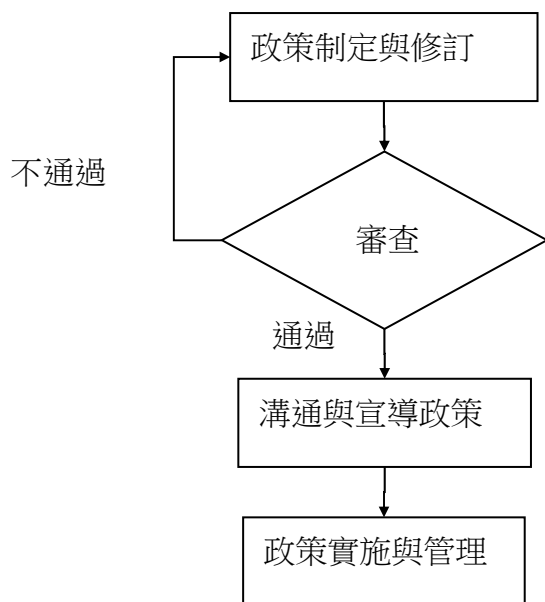 政策制定與修訂
不通過
審查
通過
溝通與宣導政策
政策實施與管理